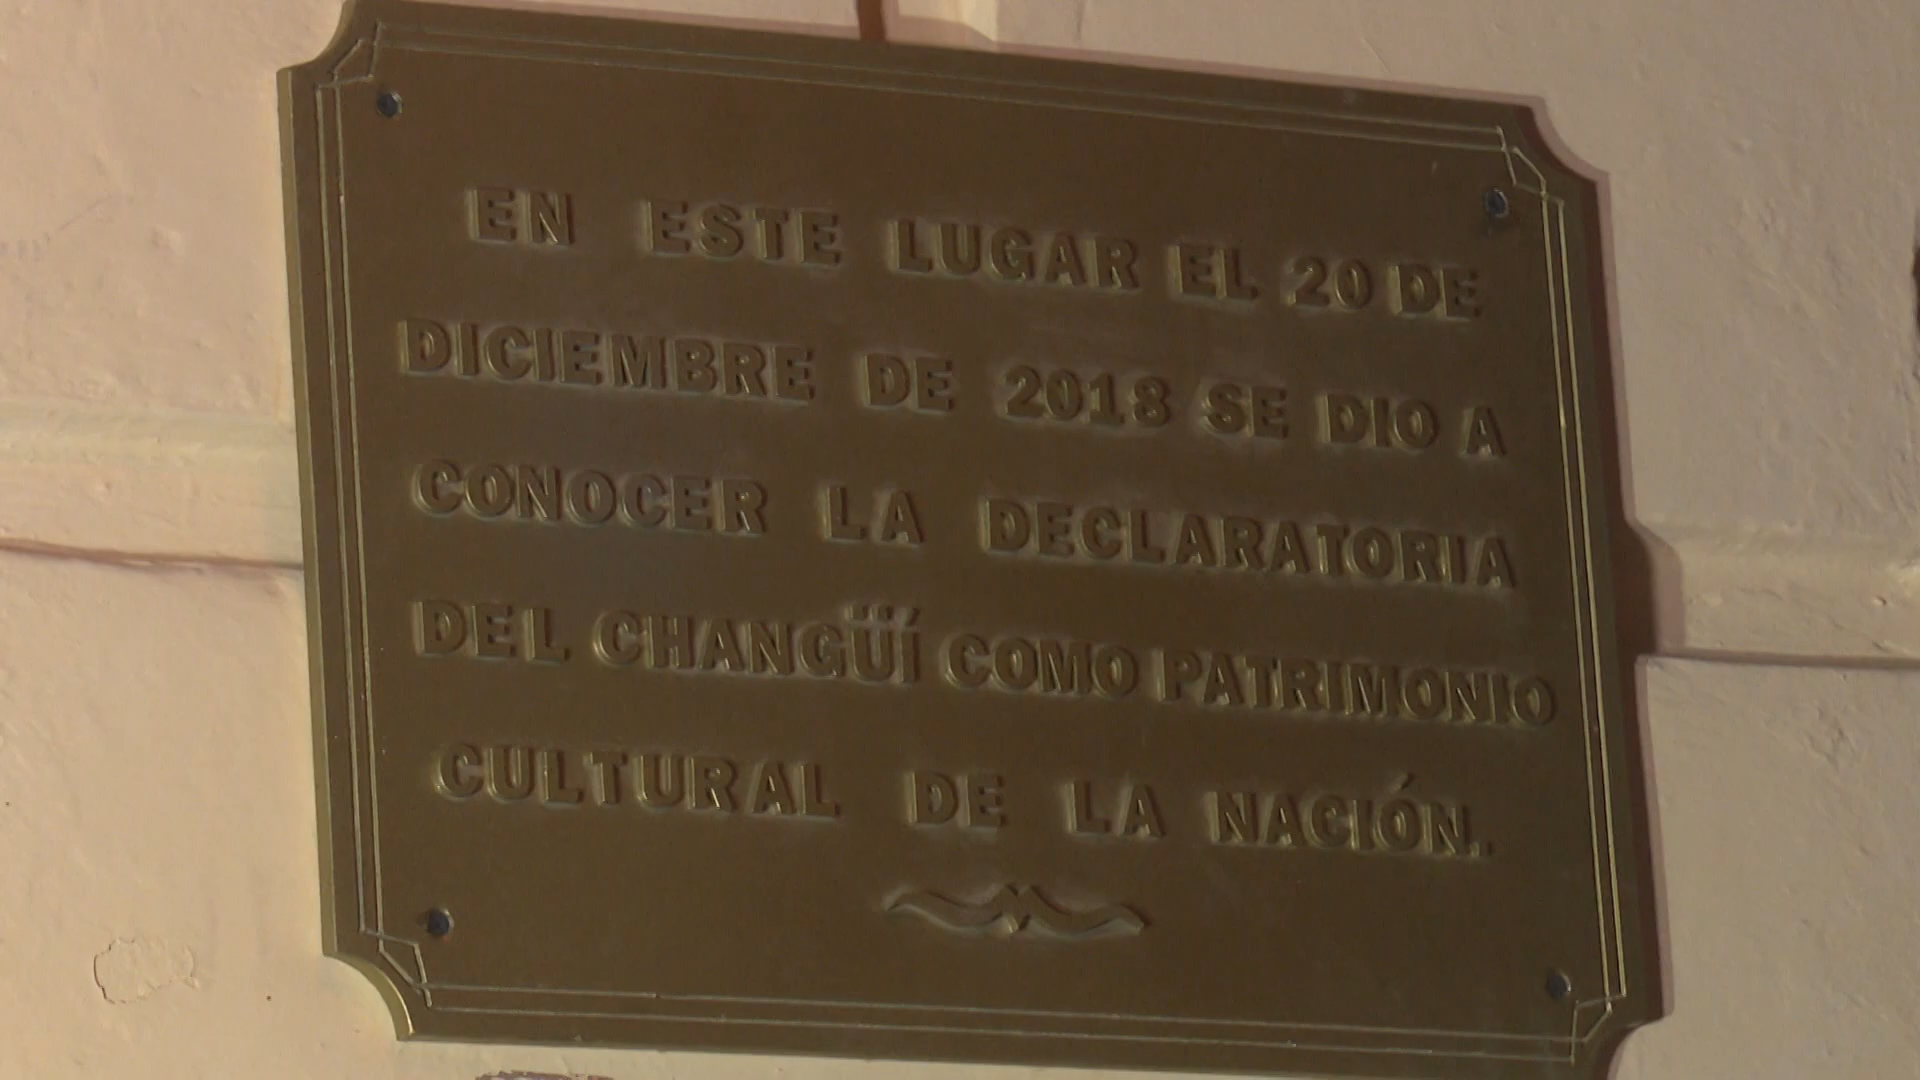 EN ESTE LUGAR EL 20 DE
DICIEMBRE DE 2018 SE DIO A
CONOCER LA DECLARATORIA
DEL CHANGÜÍ COMO PATRIMONIO
CULTURAL DE LA NACIÓN.